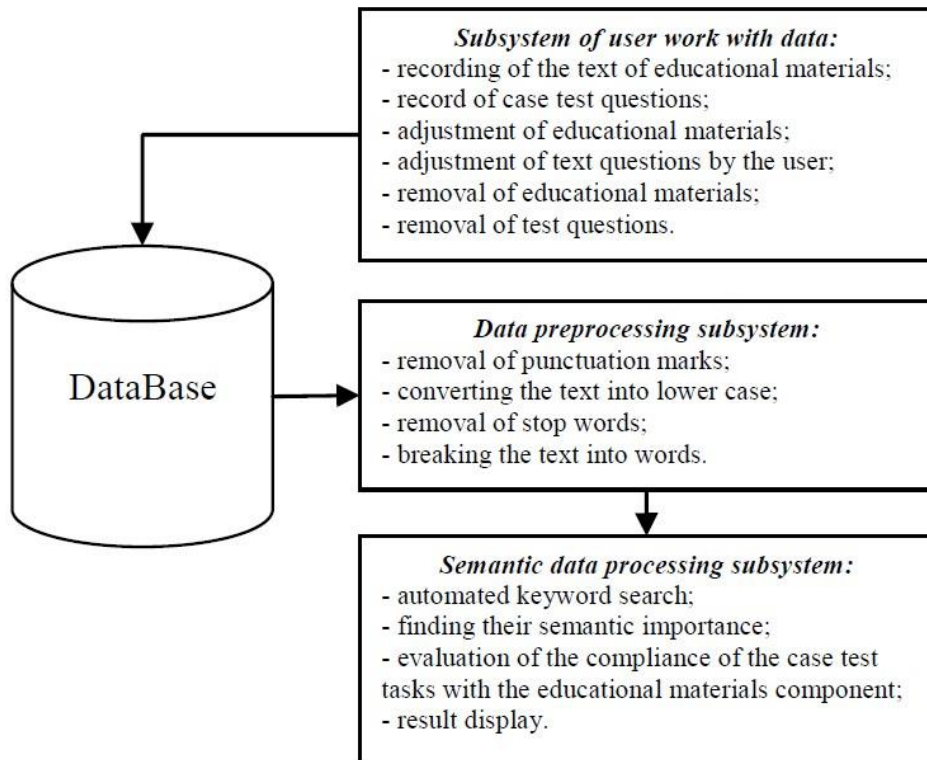 Subsystem of user work with data:
- recording of the text of educational materials;
- record of case test questions;
- adjustment of educational materials;
- adjustment of text questions by the user;
- removal of educational materials;
- removal of test questions.
DataBase
Data preprocessing subsystem:
- removal of punctuation marks;
- converting the text into lower case;
- removal of stop words;
- breaking the text into words.
Semantic data processing subsystem:
- automated keyword search;
- finding their semantic importance;
- evaluation of the compliance of the case test
tasks with the educational materials component;
- result display.